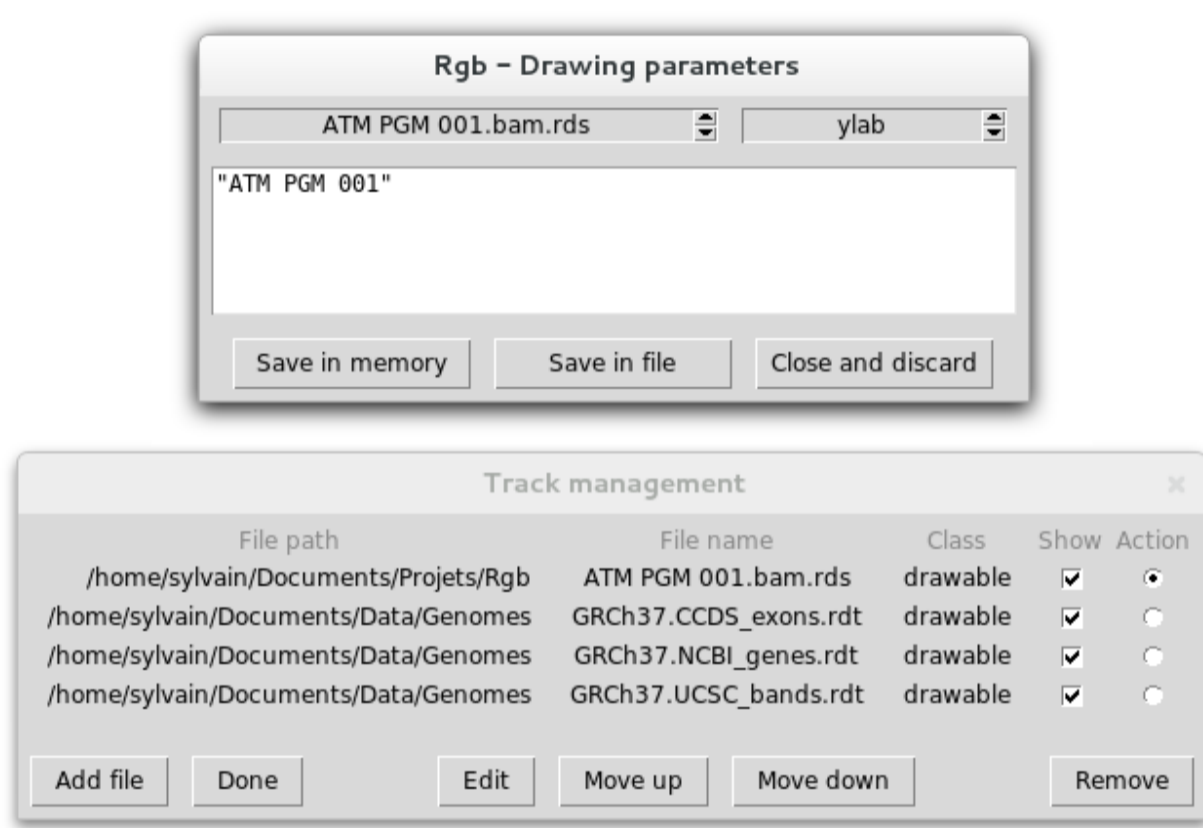 Rgb - Drawing parameters
ATM PGM 001.bam.rds ylab
"ATM PGM 001"
Save in memory Save in file Close and discard
Track management
File path File name Class Show Action
/home/sylvain/Documents/Projets/Rgb ATM PGM 001.bam.rds drawable
/home/sylvain/Documents/Data/Genomes GRCh37.CCDS_exons.rdt drawable
/home/sylvain/Documents/Data/Genomes GRCh37.NCBI_genes.rdt drawable
/home/sylvain/Documents/Data/Genomes GRCh37.UCSC_bands.rdt drawable
Add file Done Edit Move up Move down Remove